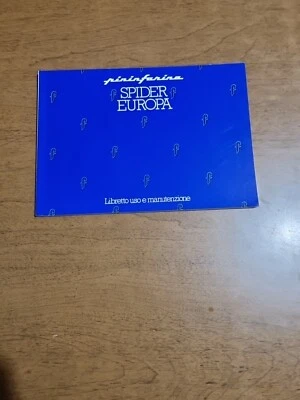 pininfarina
SPIDER
EUROPA
Libretto uso e manutenzione